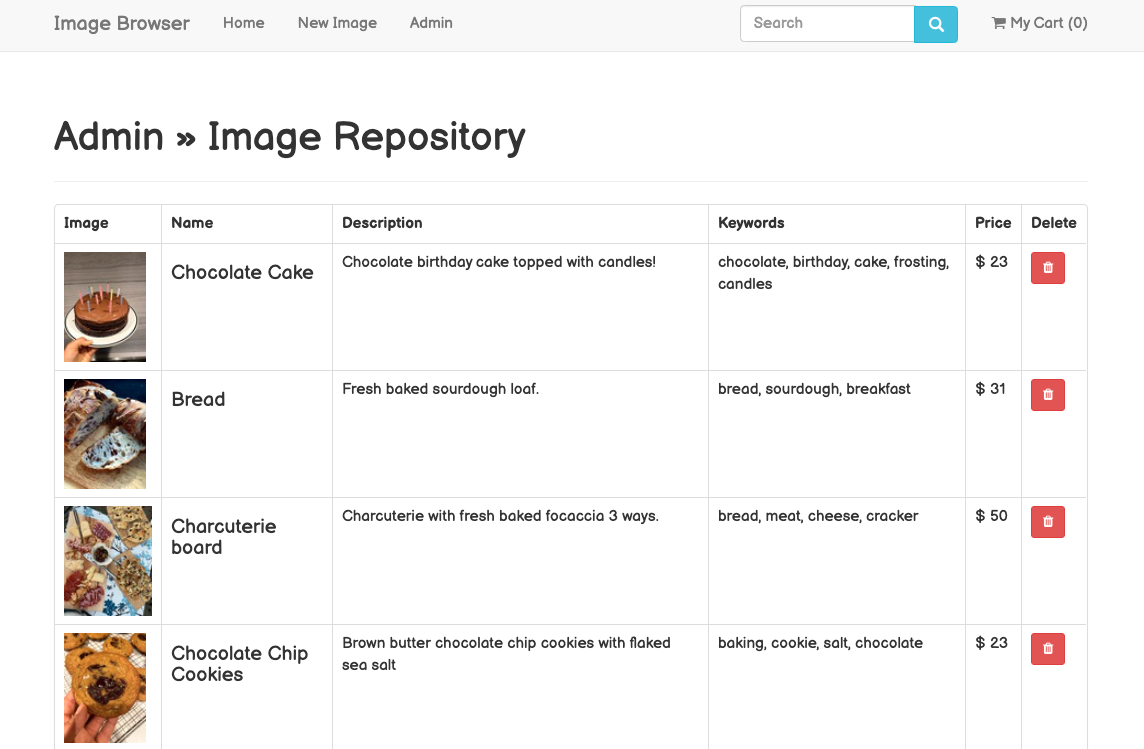 Image Browser Home New Image Admin Search My Cart (0)
Admin » Image Repository
Image Name Description Keywords Price Delete
Chocolate Cake Chocolate birthday cake topped with candles! chocolate, birthday, cake, frosting, $ 23
candles
Bread Fresh baked sourdough loaf. bread, sourdough, breakfast $ 31
Charcuterie Charcuterie with fresh baked focaccia 3 ways. bread, meat, cheese, cracker $ 50
board
Chocolate Chip Brown butter chocolate chip cookies with flaked baking, cookie, salt, chocolate $ 23
Cookies sea salt